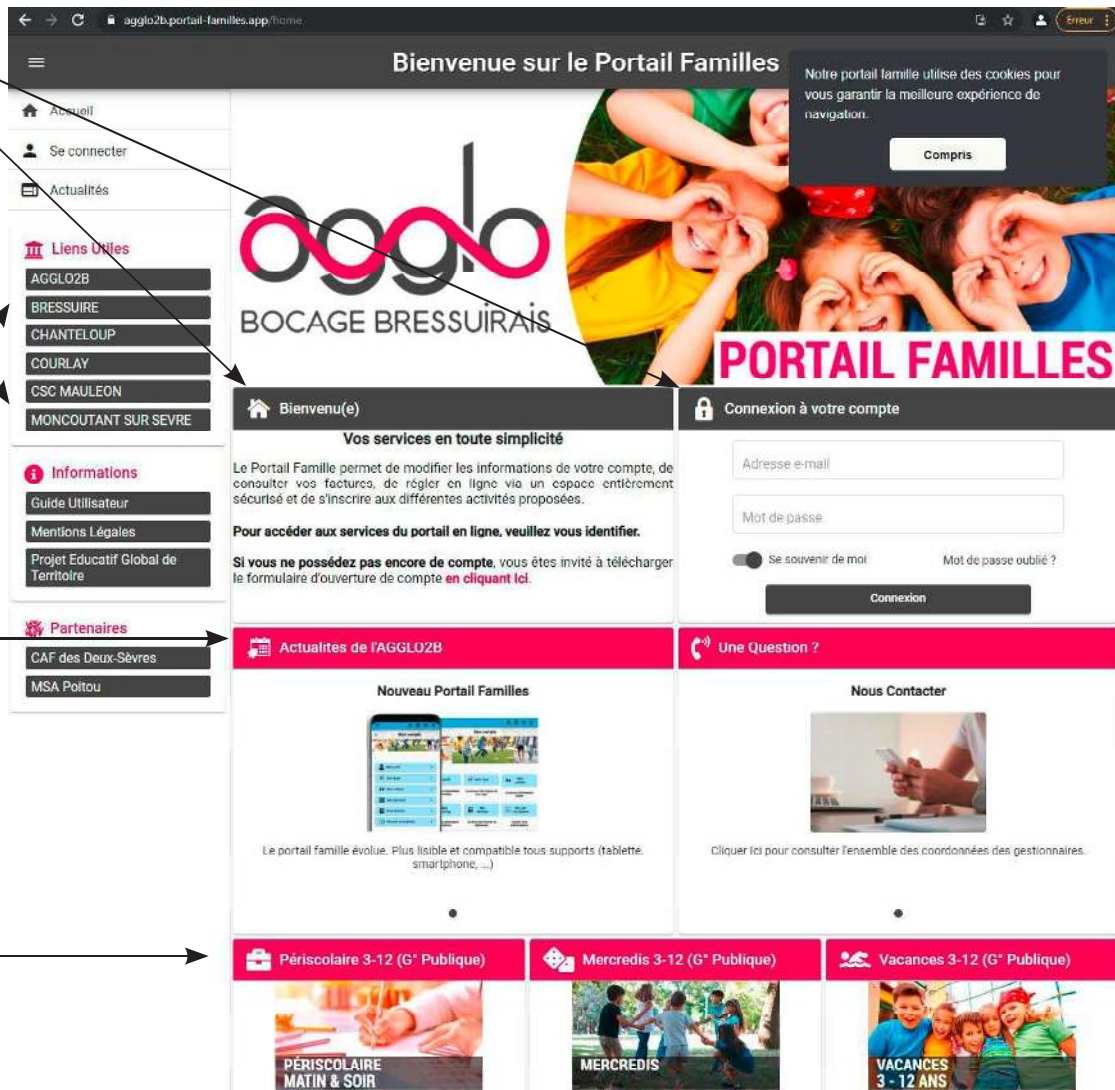 agglo2b.portail-familles.app/home
Erreur
Bienvenue sur le Portail Familles
Notre portail famille utilise des cookies pour
vous garantir la meilleure expérience de
navigation.
Compris
Accueil
Se connecter
Actualités
Liens Utiles
AGGLO2B
BRESSUIRE
CHANTELOUP
COURLAY
CSC MAULEON
MONCOUTANT SUR SEVRE
Informations
Guide Utilisateur
Mentions Légales
Projet Educatif Global de
Territoire
Partenaires
CAF des Deux-Sèvres
MSA Poitou
agglo
BOCAGE BRESSUIRAIS
PORTAIL FAMILLES
Bienvenu(e)
Vos services en toute simplicité
Le Portail Famille permet de modifier les informations de votre compte, de
consulter vos factures, de régler en ligne via un espace entièrement
sécurisé et de s'inscrire aux différentes activités proposées.
Pour accéder aux services du portail en ligne, veuillez vous identifier.
Si vous ne possédez pas encore de compte, vous êtes invité à télécharger
le formulaire d'ouverture de compte en cliquant ici.
Connexion à votre compte
Adresse e-mail
Mot de passe
Se souvenir de moi
Mot de passe oublié ?
Connexion
Actualités de l'AGGLO2B
Nouveau Portail Familles
Le portail famille évolue. Plus lisible et compatible tous supports (tablette,
smartphone, ...)
Une Question ?
Nous Contacter
Cliquer ici pour consulter l'ensemble des coordonnées des gestionnaires.
Périscolaire 3-12 (G° Publique)
PÉRISCOLAIRE
MATIN & SOIR
Mercredis 3-12 (G° Publique)
MERCREDIS
Vacances 3-12 (G° Publique)
VACANCES
3 - 12 ANS